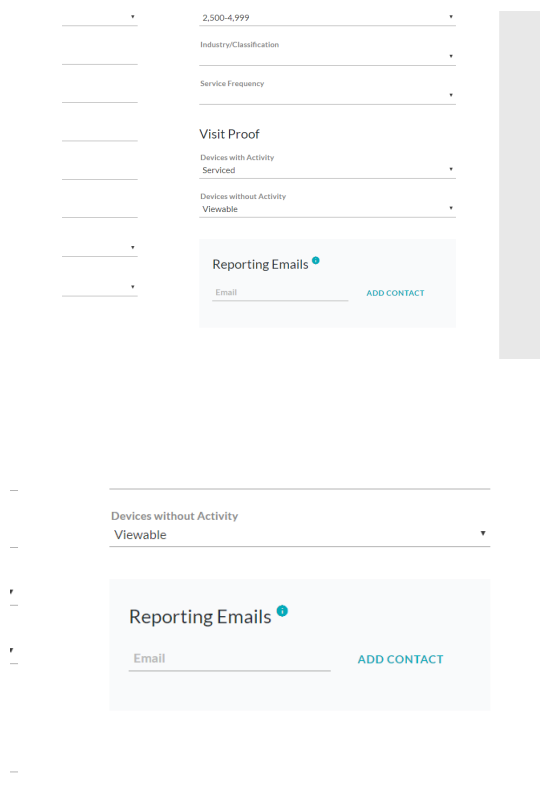 2,500-4,999
Industry/Classification
Service Frequency
Visit Proof
Devices with Activity
Serviced
Devices without Activity
Viewable
Reporting Emails
Email
ADD CONTACT
Devices without Activity
Viewable
Reporting Emails
Email
ADD CONTACT